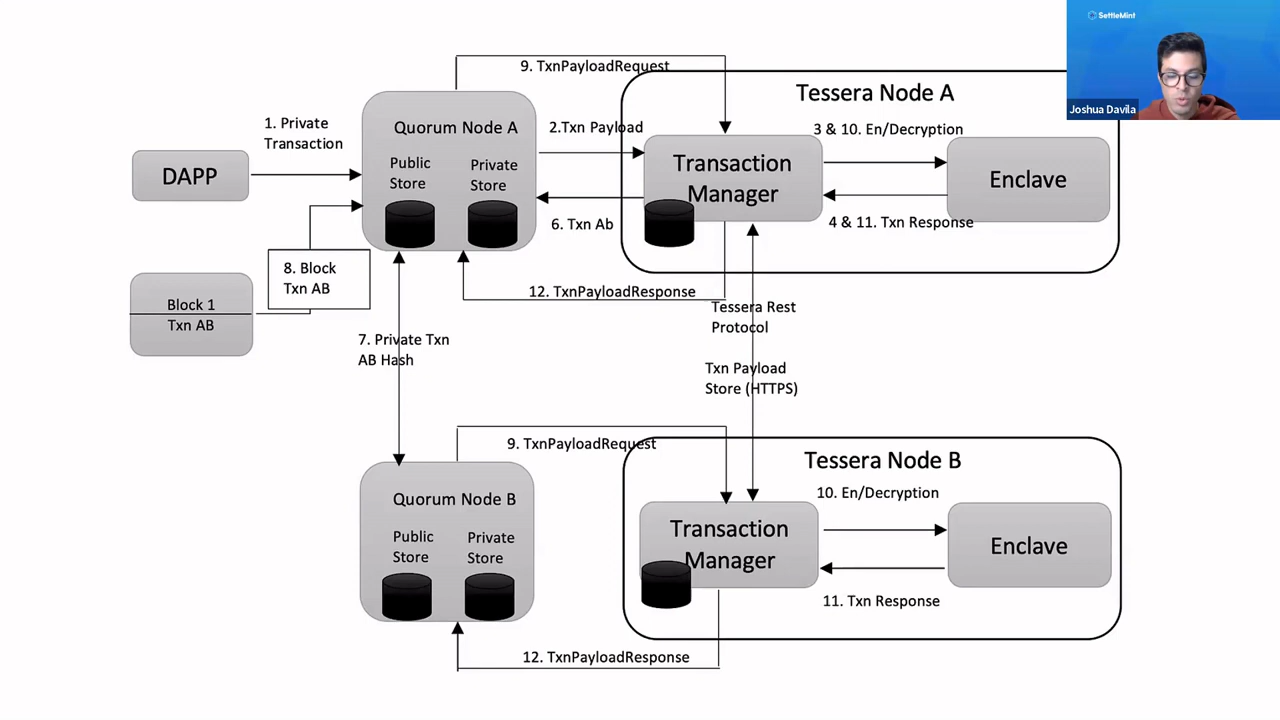 SettleMint
Joshua Davila
9. TxnPayloadRequest
Tessera Node A
1. Private
Transaction
Quorum Node A
2.Txn Payload
3 & 10. En/Decryption
DAPP
Public
Store
Private
Store
Transaction
Manager
Enclave
6. Txn Ab
4 & 11. Txn Response
8. Block
Txn AB
12. TxnPayloadResponse
Block 1
Txn AB
Tessera Rest
Protocol
7. Private Txn
AB Hash
Txn Payload
Store (HTTPS)
9. TxnPayloadRequest
Tessera Node B
Quorum Node B
10. En/Decryption
Public
Store
Private
Store
Transaction
Manager
Enclave
11. Txn Response
12. TxnPayloadResponse